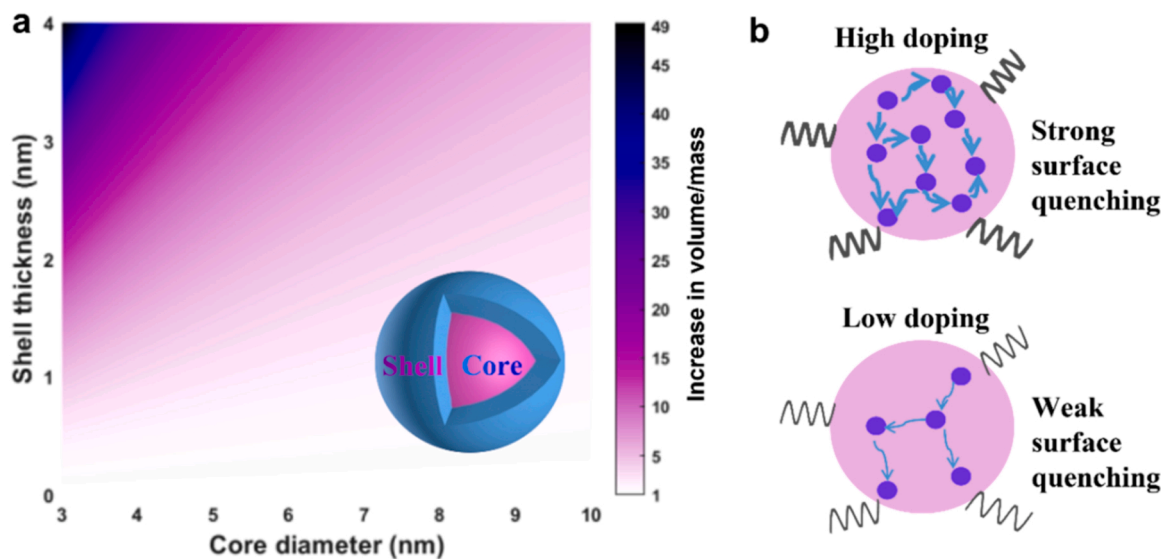 a
4
3
2
1
0
Shell thickness (nm)
3 4 5 6 7 8 9 10
Core diameter (nm)
Shell Core
49
45
40
35
30
25
20
15
10
5
1
Increase in volume/mass
b
High doping
Strong
surface
quenching
Low doping
Weak
surface
quenching